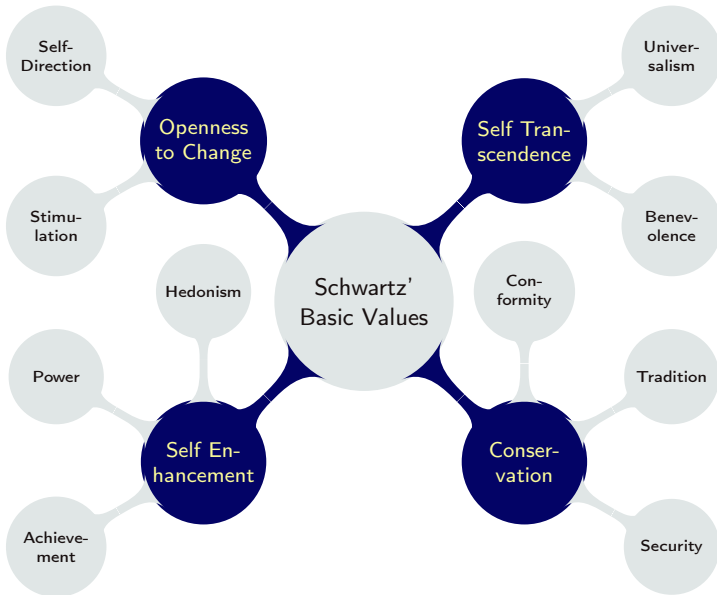 Self-
Direction
Univer-
salism
Openness
to Change
Self Tran-
scendence
Stimu-
lation
Benev-
olence
Hedonism
Schwartz'
Basic Values
Con-
formity
Power
Tradition
Self En-
hancement
Conser-
vation
Achieve-
ment
Security